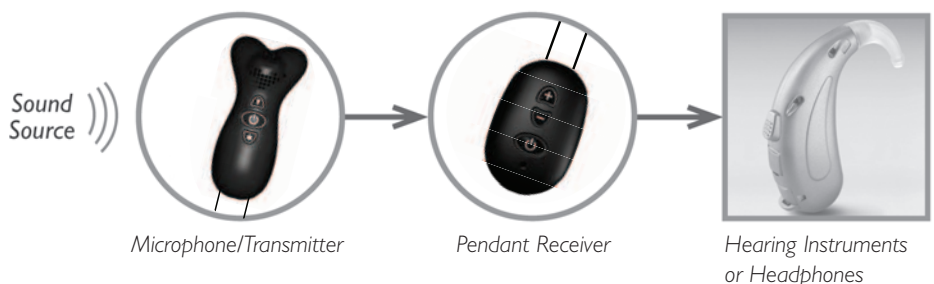 Sound
Source
Microphone/Transmitter
Pendant Receiver
Hearing Instruments
or Headphones